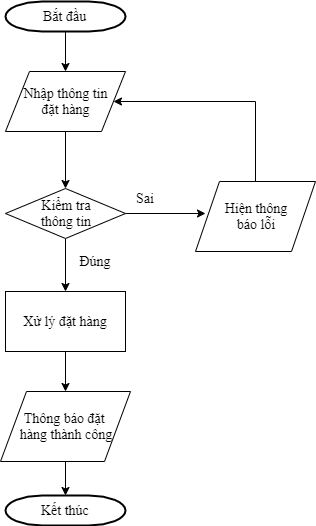 Bắt đầu
Nhập thông tin
đặt hàng
Kiểm tra
thông tin
Sai
Hiện thông
báo lỗi
Đúng
Xử lý đặt hàng
Thông báo đặt
hàng thành công
Kết thúc